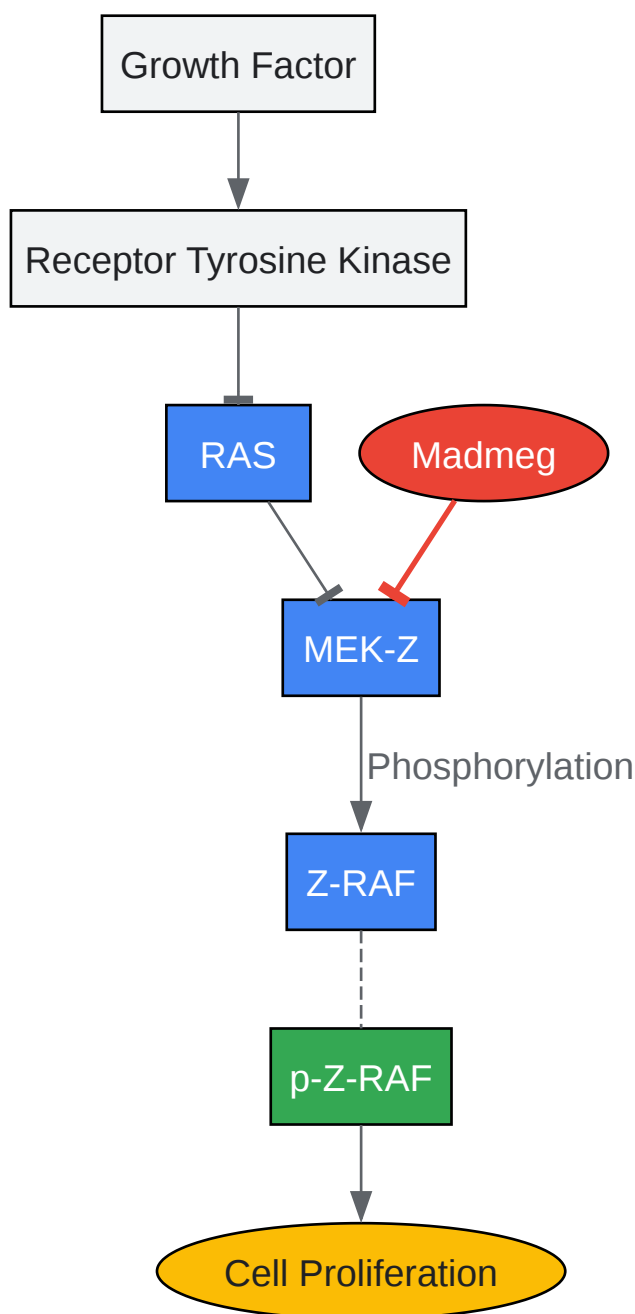 Growth Factor
Receptor Tyrosine Kinase
RAS
Madmeg
MEK-Z
Phosphorylation
Z-RAF
p-Z-RAF
Cell Proliferation